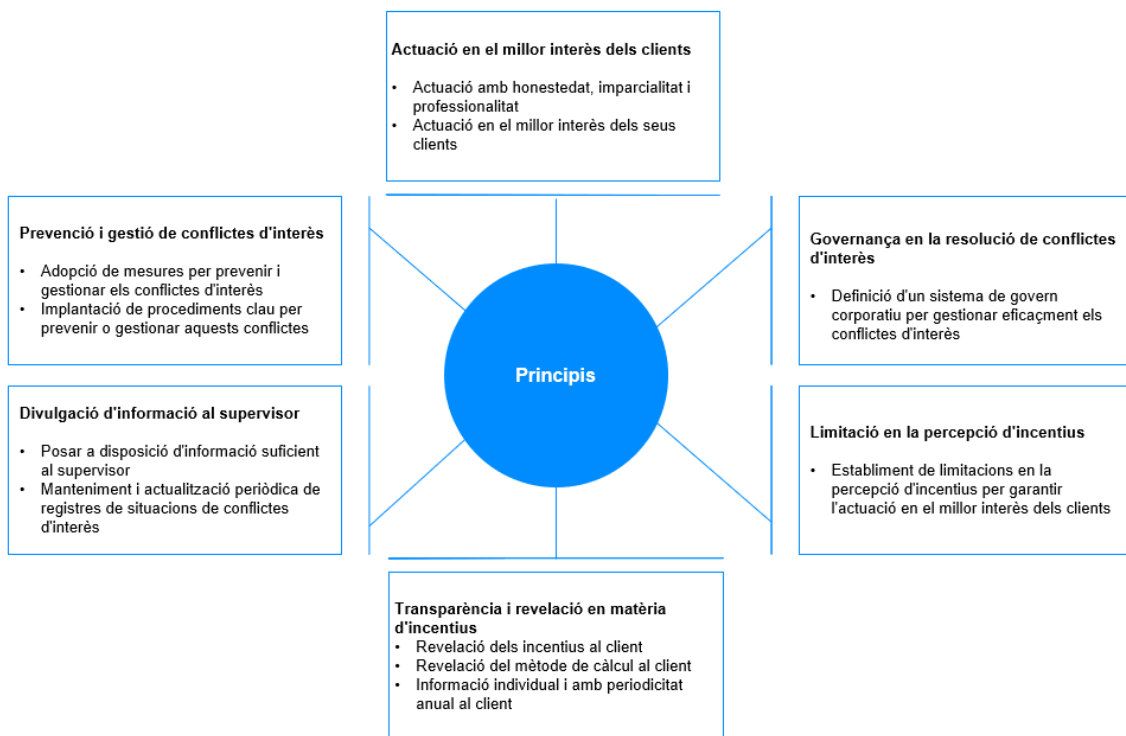 Actuació en el millor interès dels clients
• Actuació amb honestedat, imparcialitat i
professionalitat
• Actuació en el millor interès dels seus
clients
Prevenció i gestió de conflictes d'interès
• Adopció de mesures per prevenir i
gestionar els conflictes d'interès
• Implantació de procediments clau per
prevenir o gestionar aquests conflictes
Governança en la resolució de conflictes
d'interès
• Definició d'un sistema de govern
corporatiu per gestionar eficaçment els
conflictes d'interès
Principis
Divulgació d'informació al supervisor
• Posar a disposició d'informació suficient
al supervisor
• Manteniment i actualització periòdica de
registres de situacions de conflictes
d'interès
Limitació en la percepció d'incentius
• Establiment de limitacions en la
percepció d'incentius per garantir
l'actuació en el millor interès dels clients
Transparència i revelació en matèria
d'incentius
• Revelació dels incentius al client
• Revelació del mètode de càlcul al client
• Informació individual i amb periodicitat
anual al client